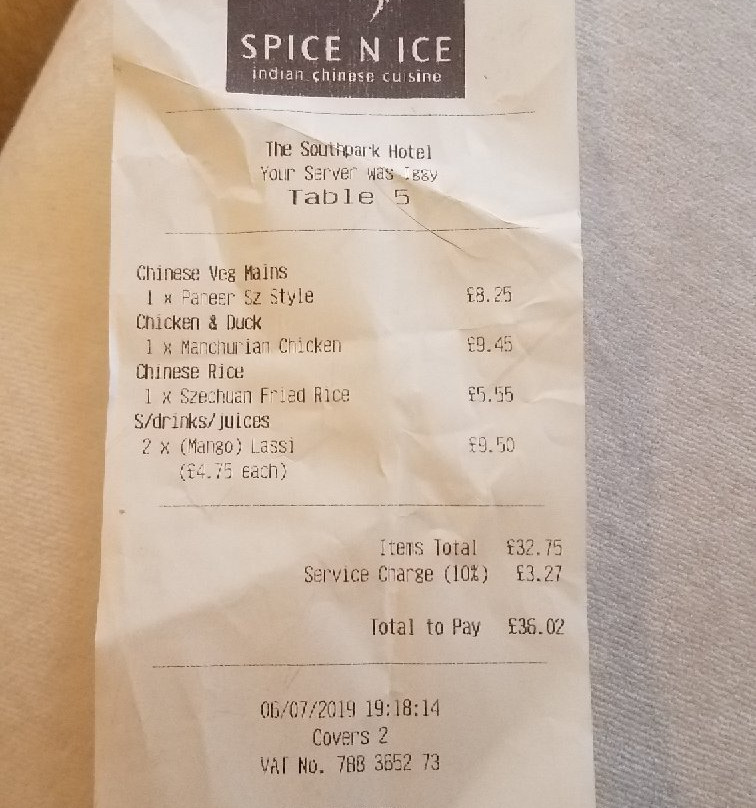 SPICE N ICE
indian chinese cuisine
The Southpark Hotel
Your Server was Iggy
Table 5
Chinese Veg Mains
1 x Paneer Sz Style £8.25
Chicken & Duck
1 x Manchurian Chicken £9.45
Chinese Rice
1 x Szechuan Fried Rice £5.55
S/drinks/juices
2 x (Mango) Lassi £9.50
(£4.75 each)
Items Total £32.75
Service Charge (10%) £3.27
Total to Pay £36.02
06/07/2019 19:18:14
Covers 2
VAT No. 788 3652 73